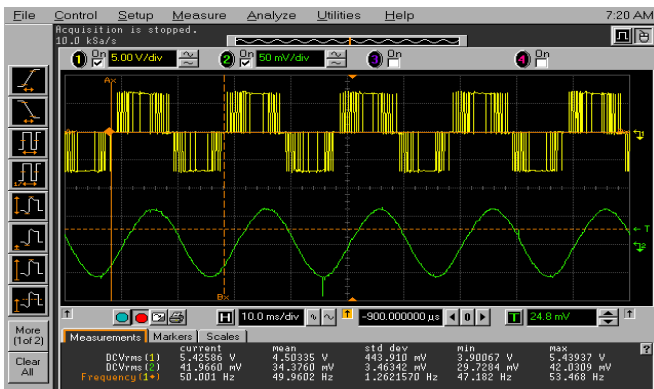 File Control Setup Measure Analyze Utilities Help 7:20 AM
Acquisition is stopped.
10.0 kSa/s
1 On 5.00 V/div 2 On 50 mV/div 3 On 4 On
Ax
1
T
2
Bx
H 10.0 ms/div -900.000000 µs 0 T 24.8 mV
More
(1 of 2)
Clear
All
Measurements Markers Scales
current mean std dev min max
DCVrms(1) 5.42586 V 4.50335 V 443.910 mV 3.90067 V 5.43937 V
DCVrms(2) 41.9660 mV 34.3760 mV 3.46342 mV 29.7284 mV 42.0309 mV
Frequency(1+) 50.001 Hz 49.9602 Hz 1.2621570 Hz 47.182 Hz 53.468 Hz
?